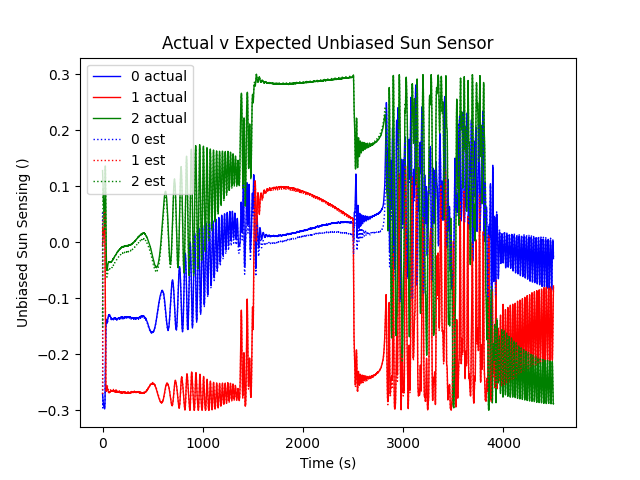 Actual v Expected Unbiased Sun Sensor
0 actual
1 actual
2 actual
0 est
1 est
2 est
Unbiased Sun Sensing ()
0.3
0.2
0.1
0.0
−0.1
−0.2
−0.3
0 1000 2000 3000 4000
Time (s)